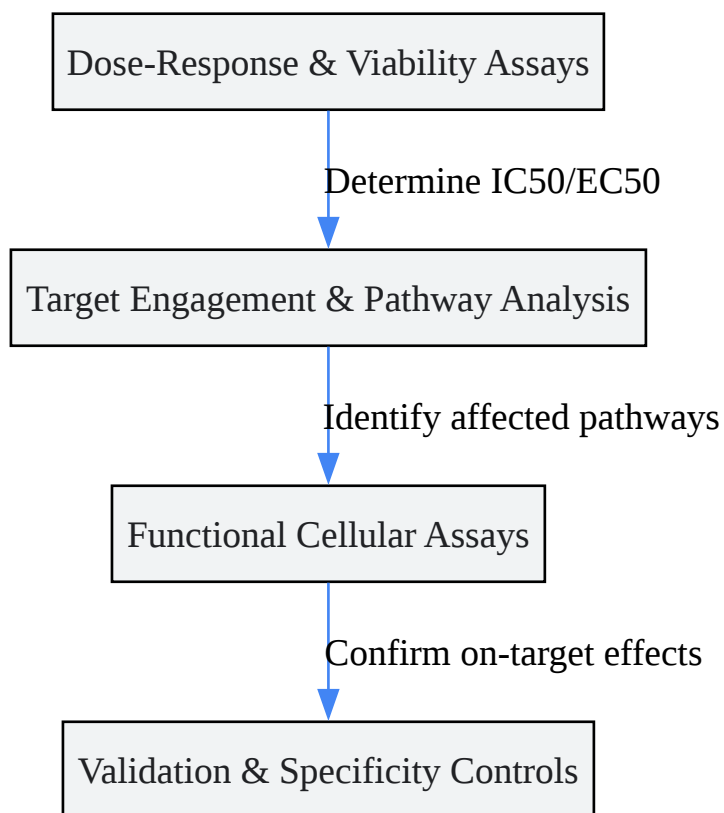 Dose-Response & Viability Assays
Determine IC50/EC50
Target Engagement & Pathway Analysis
Identify affected pathways
Functional Cellular Assays
Confirm on-target effects
Validation & Specificity Controls